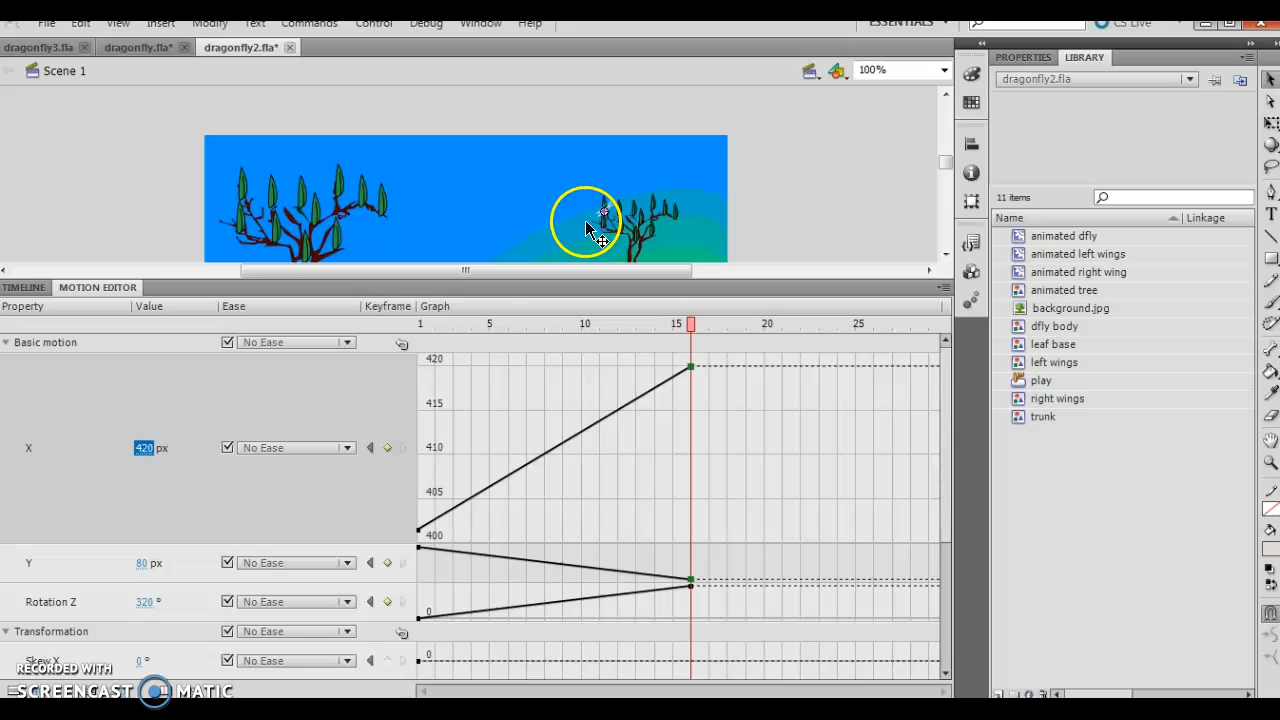 File Edit View Insert Modify Text Commands Control Debug Window Help ESSENTIALS CS Live
dragonfly3.fla dragonfly.fla* dragonfly2.fla*
Scene 1 100%
PROPERTIES LIBRARY
dragonfly2.fla
11 items
Name Linkage
animated dfly
animated left wings
animated right wing
animated tree
background.jpg
dfly body
leaf base
left wings
play
right wings
trunk
TIMELINE MOTION EDITOR
Property Value Ease Keyframe Graph
1 5 10 15 20 25
Basic motion No Ease
420
415
410
405
400
X 420 px No Ease
Y 80 px No Ease
Rotation Z 320 ° No Ease
0
Transformation No Ease
Skew X 0 ° No Ease
0
RECORDED WITH
SCREENCAST MATIC